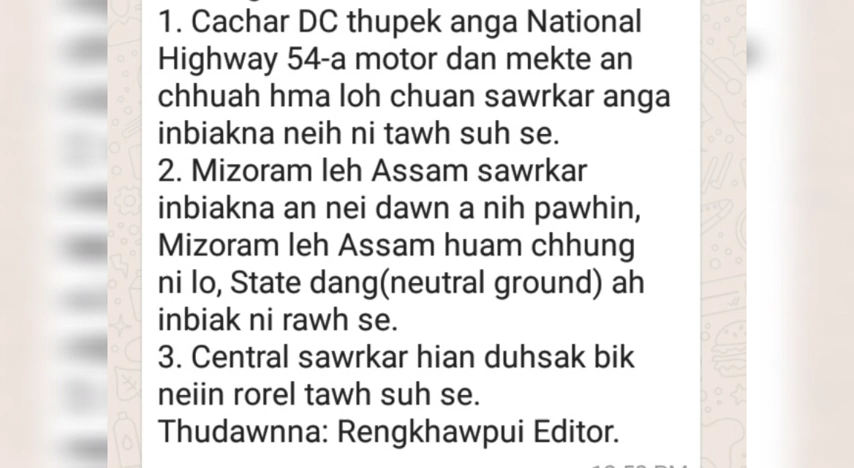 1. Cachar DC thupek anga National
Highway 54-a motor dan mekte an
chhuah hma loh chuan sawrkar anga
inbiakna neih ni tawh suh se.
2. Mizoram leh Assam sawrkar
inbiakna an nei dawn a nih pawhin,
Mizoram leh Assam huam chhung
ni lo, State dang(neutral ground) ah
inbiak ni rawh se.
3. Central sawrkar hian duhsak bik
neiin rorel tawh suh se.
Thudawnna: Rengkhawpui Editor.